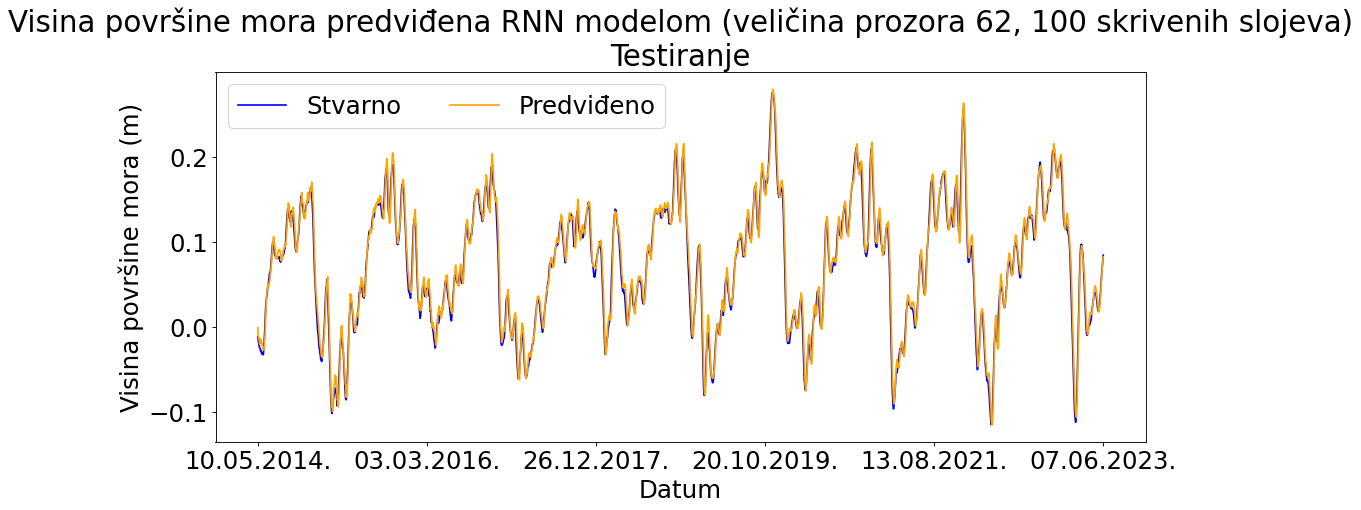 Visina površine mora predviđena RNN modelom (veličina prozora 62, 100 skrivenih slojeva)
Testiranje
Stvarno
Predviđeno
Visina površine mora (m)
0.2
0.1
0.0
−0.1
10.05.2014.
03.03.2016.
26.12.2017.
20.10.2019.
13.08.2021.
07.06.2023.
Datum